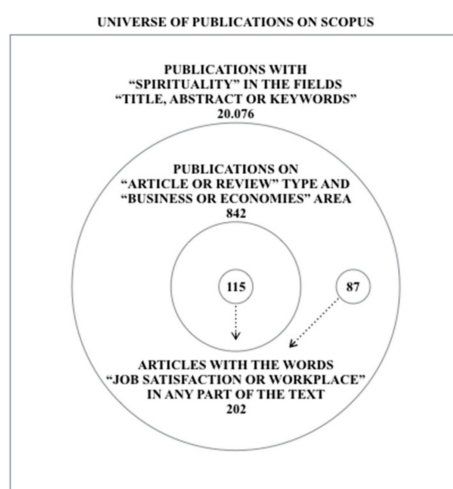 UNIVERSE OF PUBLICATIONS ON SCOPUS
PUBLICATIONS WITH
“SPIRITUALITY” IN THE FIELDS
“TITLE, ABSTRACT OR KEYWORDS”
20.076
PUBLICATIONS ON
“ARTICLE OR REVIEW” TYPE AND
“BUSINESS OR ECONOMIES” AREA
842
115
87
ARTICLES WITH THE WORDS
“JOB SATISFACTION OR WORKPLACE”
IN ANY PART OF THE TEXT
202